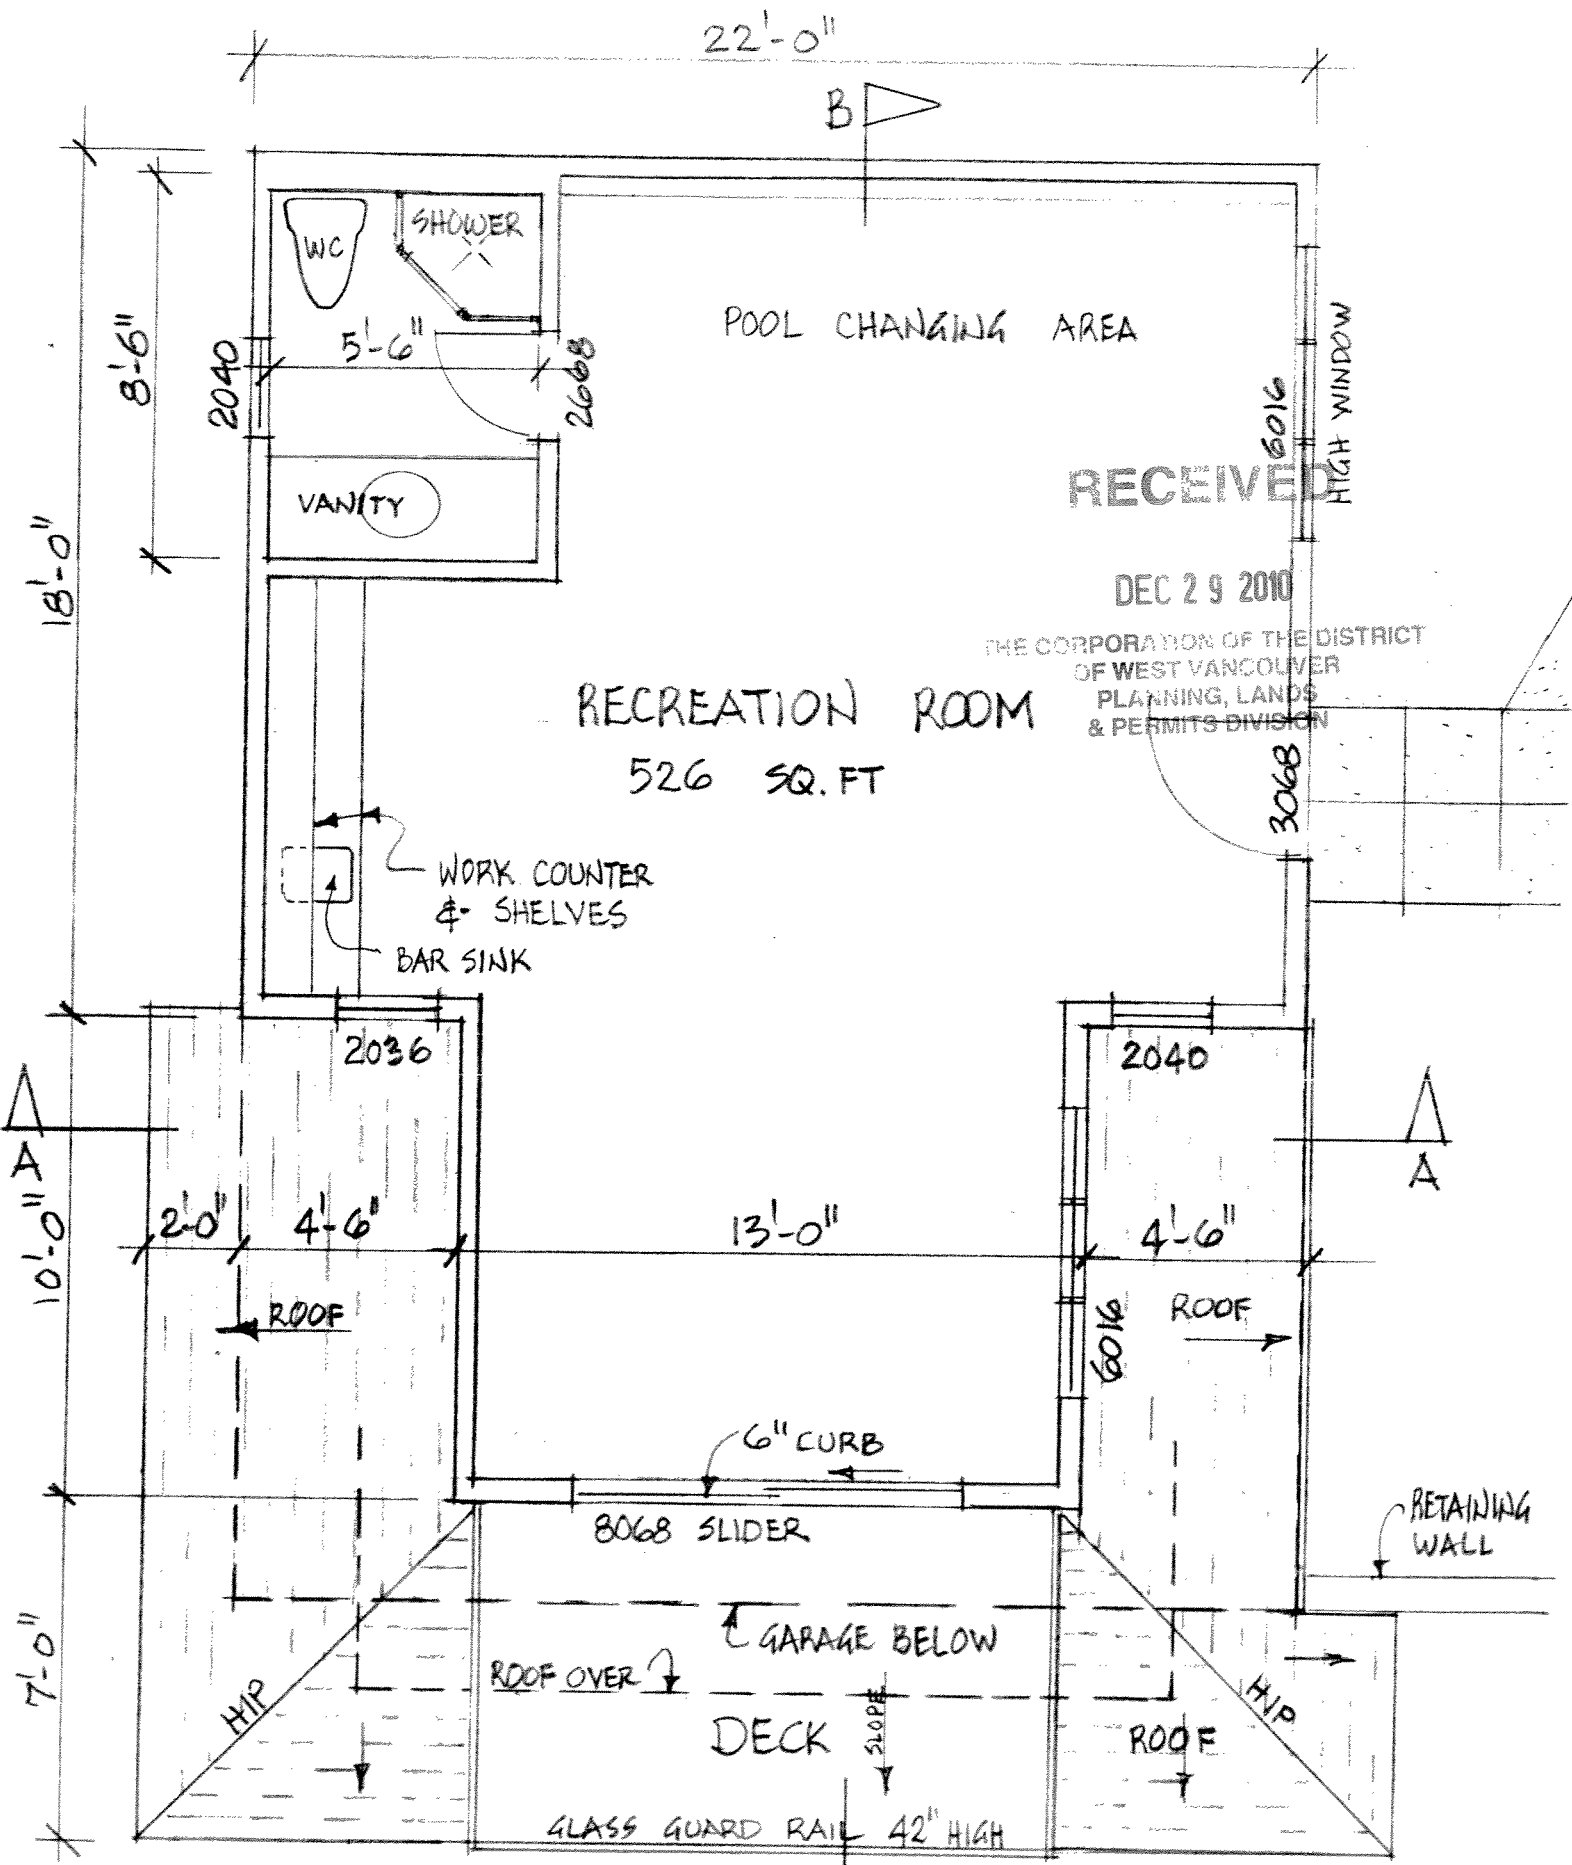 22'-0"
B
WC
SHOWER
POOL CHANGING AREA
8'-6"
2040
5'-6"
2668
6016
HIGH WINDOW
VANITY
RECEIVED
DEC 29 2010
THE CORPORATION OF THE DISTRICT
OF WEST VANCOUVER
PLANNING, LANDS
& PERMITS DIVISION
18'-0"
RECREATION ROOM
526 SQ. FT
3068
WORK COUNTER
& SHELVES
BAR SINK
2036
2040
A
A
10'-0"
2'-0"
4'-6"
13'-0"
4'-6"
ROOF
ROOF
6016
6" CURB
8068 SLIDER
RETAINING
WALL
GARAGE BELOW
ROOF OVER
7'-0"
HIP
HIP
DECK
SLOPE
ROOF
GLASS GUARD RAIL 42" HIGH